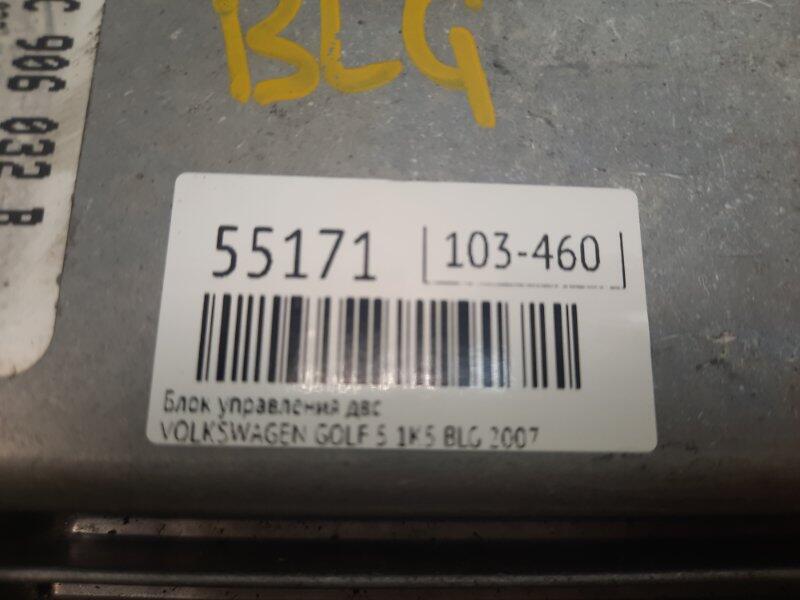 BLG
C 906 032 R
55171
103-460
Блок управления двс
VOLKSWAGEN GOLF 5 1K5 BLG 2007